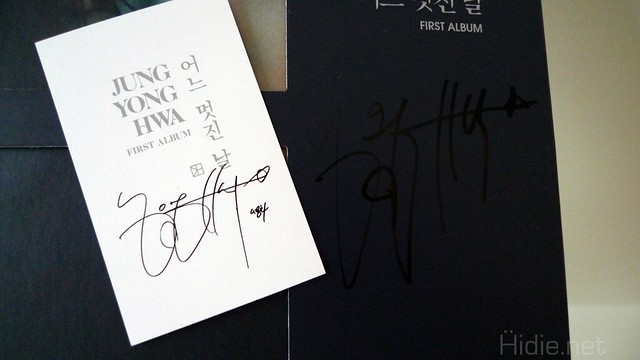 JUNG
YONG
HWA
FIRST ALBUM
어느 멋진 날
FIRST ALBUM
Hidie.net